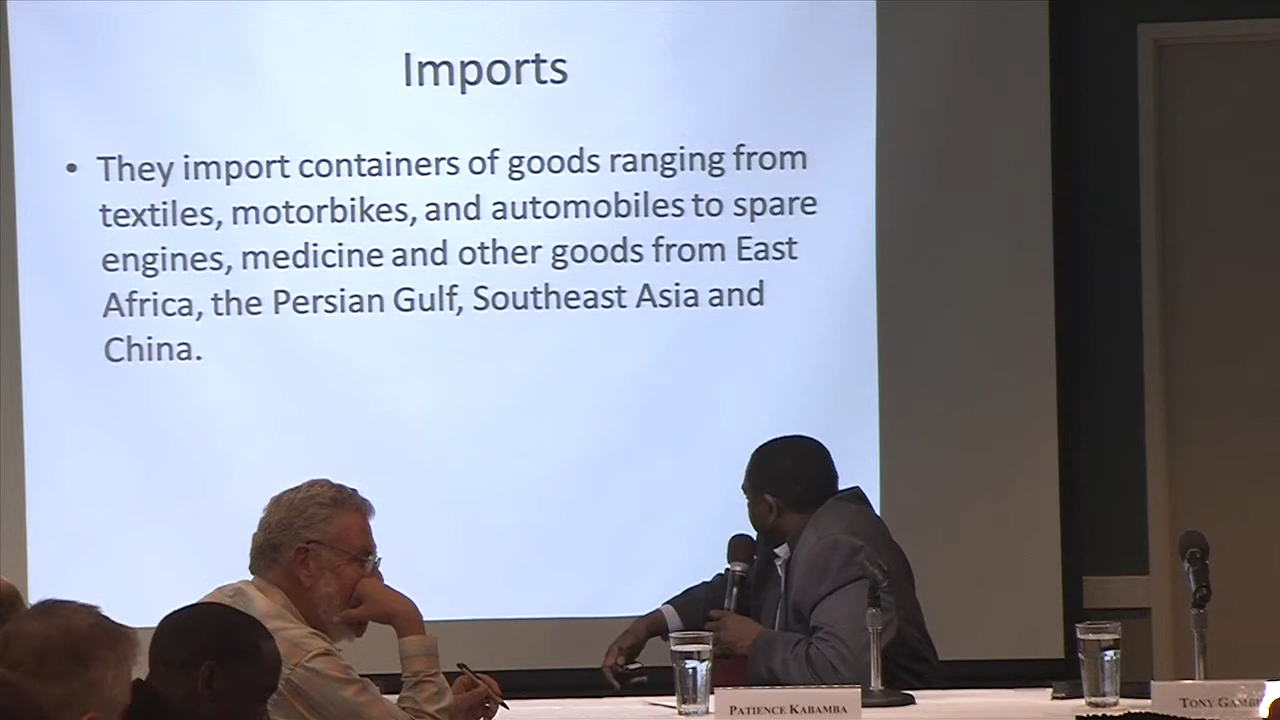 Imports
• They import containers of goods ranging from
textiles, motorbikes, and automobiles to spare
engines, medicine and other goods from East
Africa, the Persian Gulf, Southeast Asia and
China.
PATIENCE KABAMBA
TONY